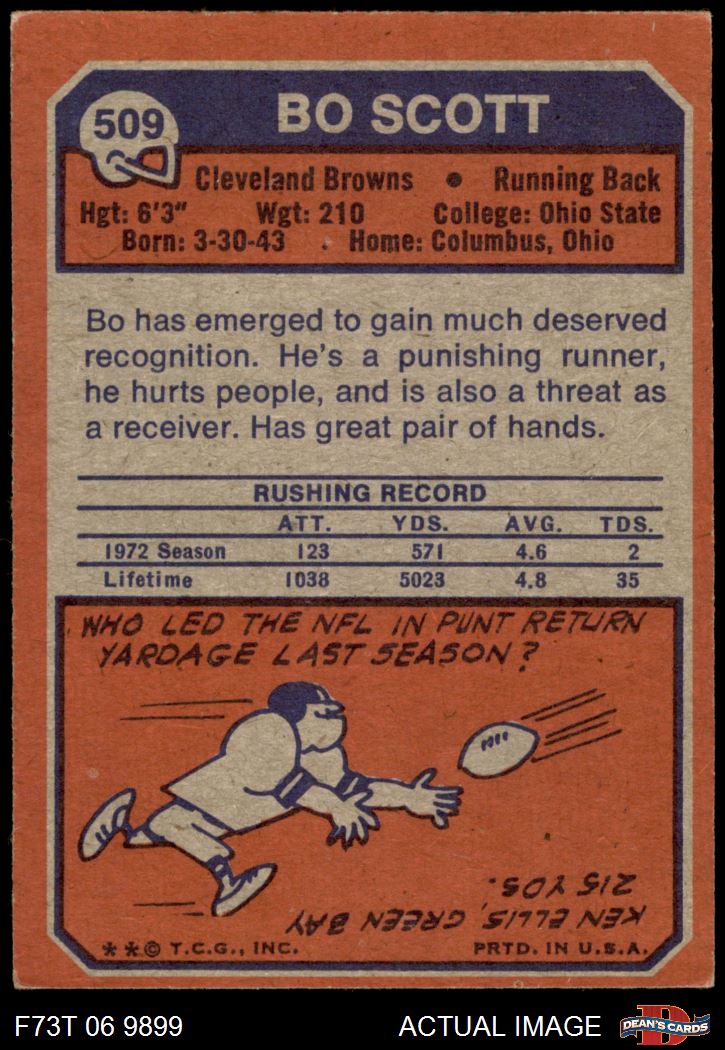 509
BO SCOTT
Cleveland Browns • Running Back
Hgt: 6'3" Wgt: 210 College: Ohio State
Born: 3-30-43 . Home: Columbus, Ohio
Bo has emerged to gain much deserved
recognition. He's a punishing runner,
he hurts people, and is also a threat as
a receiver. Has great pair of hands.
RUSHING RECORD
ATT. YDS. AVG. TDS.
1972 Season 123 571 4.6 2
Lifetime 1038 5023 4.8 35
WHO LED THE NFL IN PUNT RETURN
YARDAGE LAST SEASON?
KEN ELLIS, GREEN BAY
215 YDS.
**© T.C.G., INC. PRTD. IN U.S.A.
F73T 06 9899 ACTUAL IMAGE
D
DEAN'S CARDS